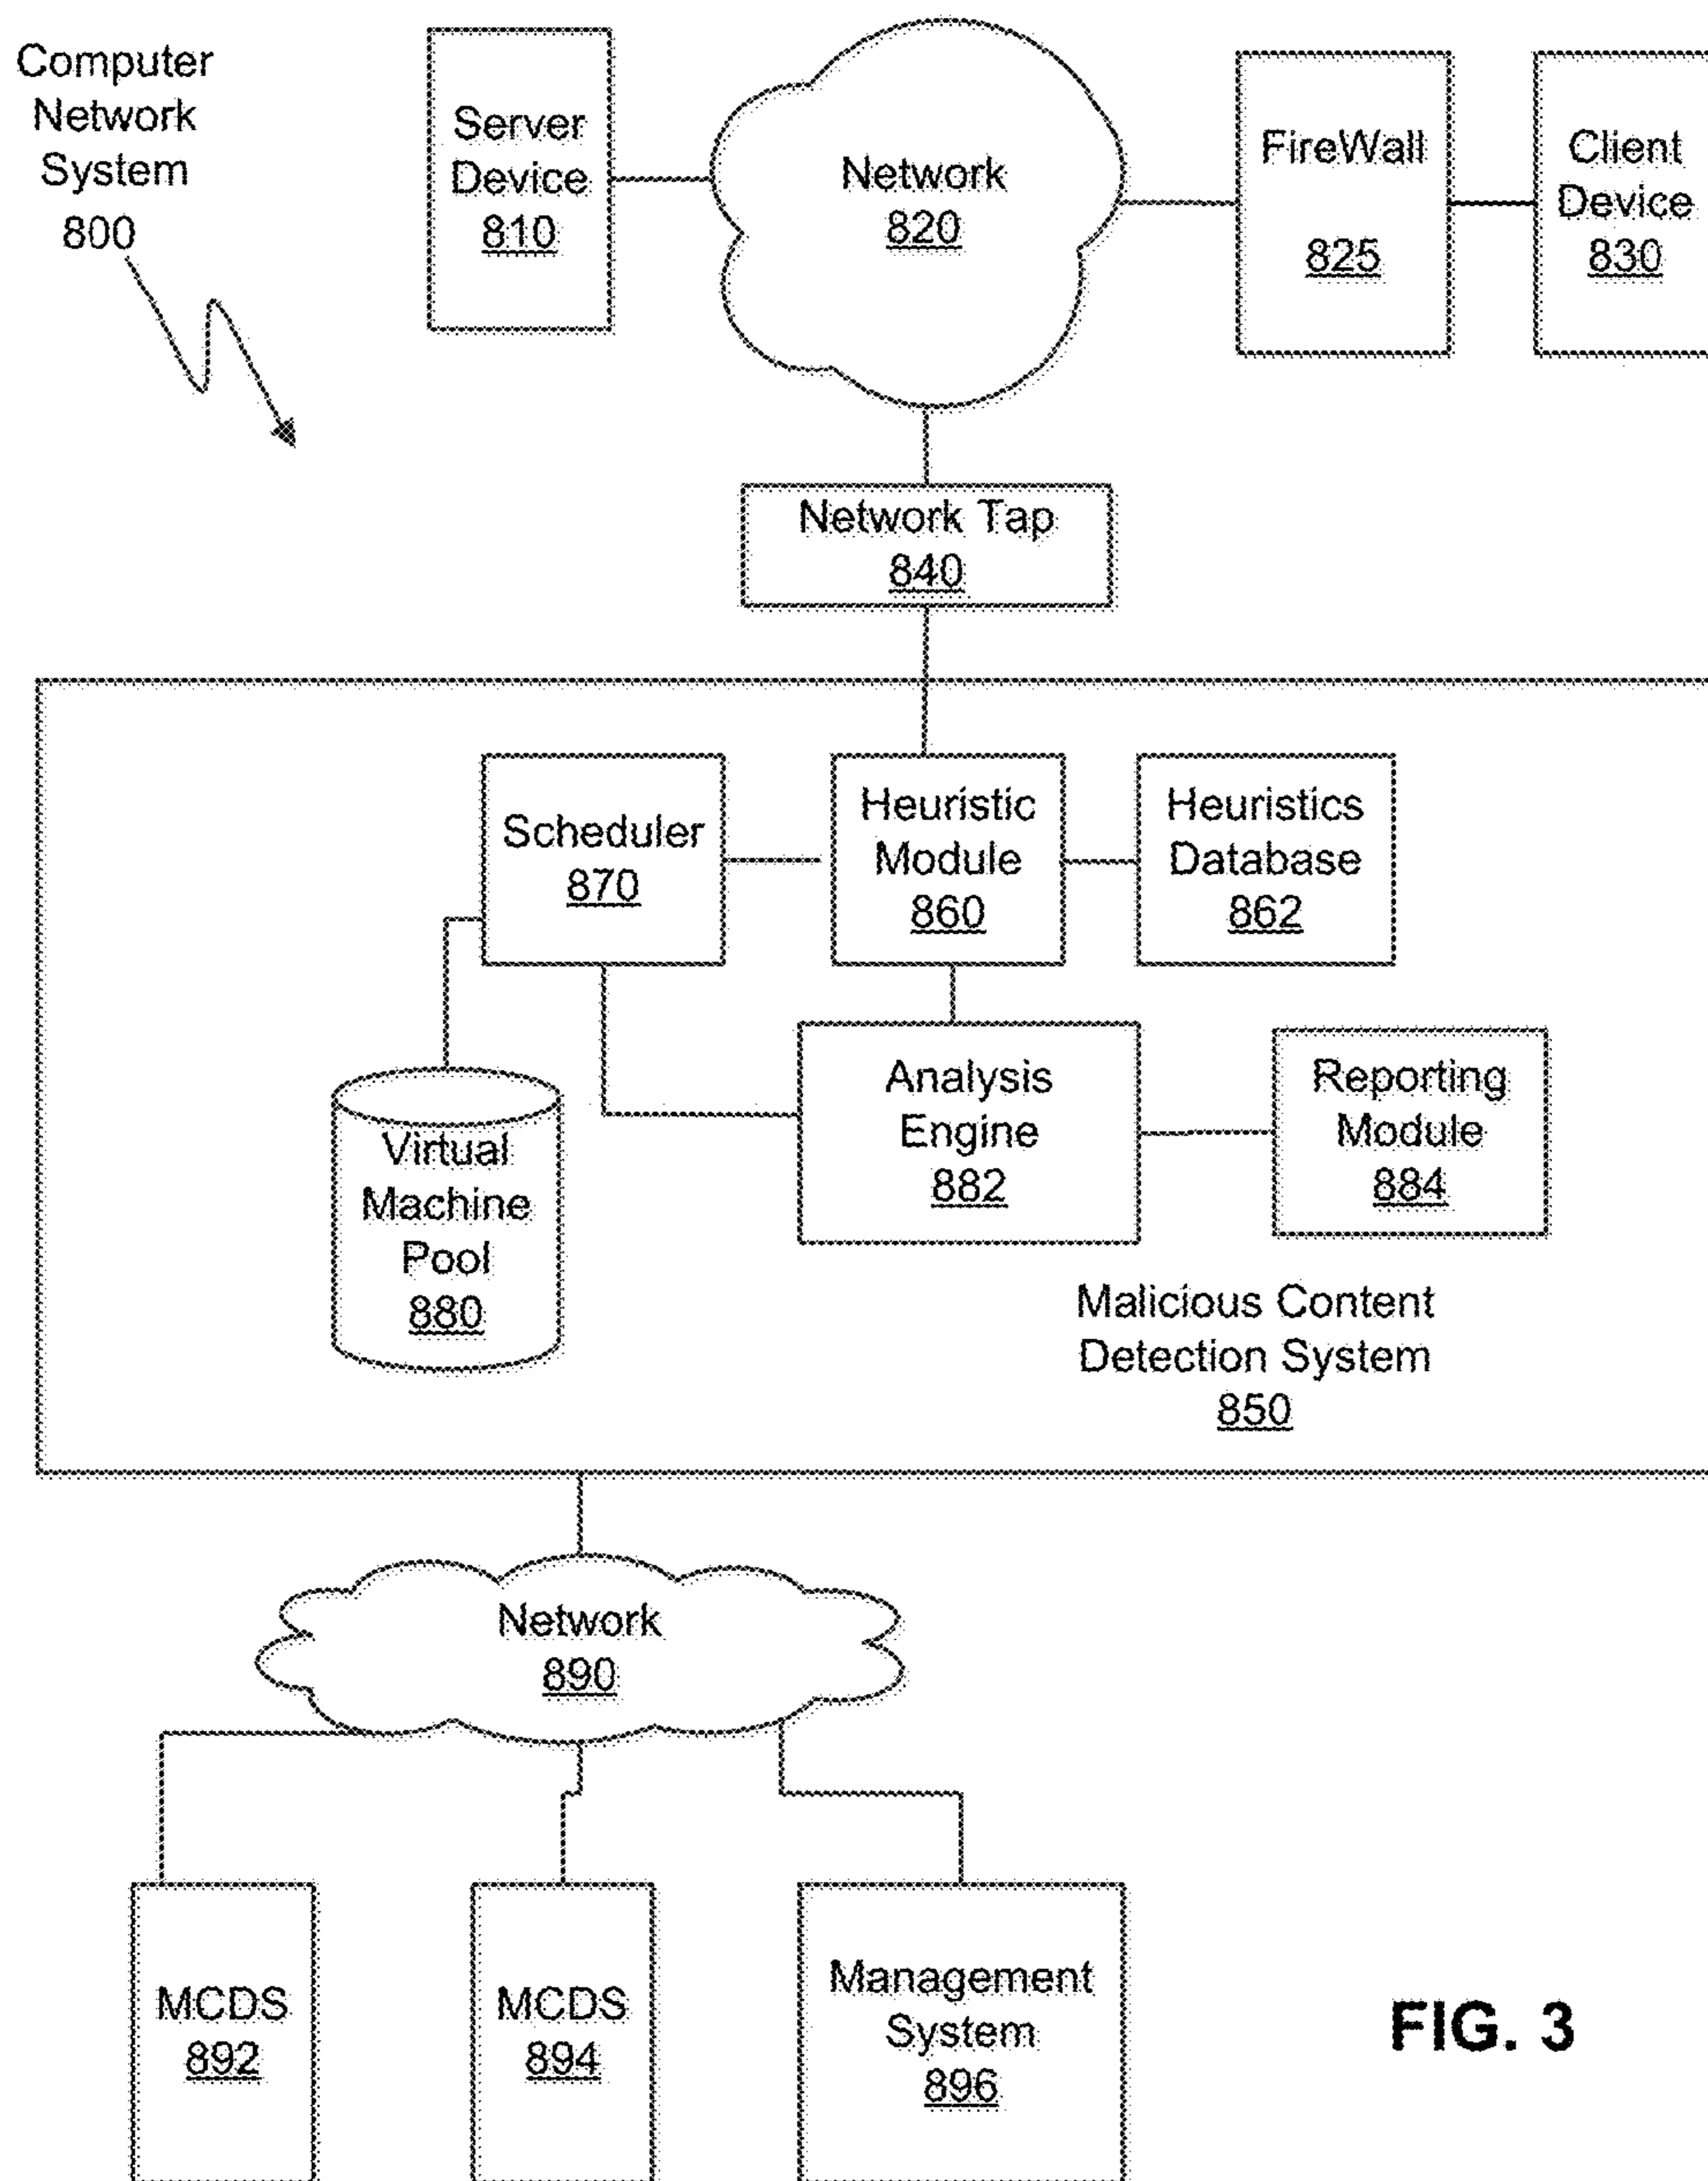 Computer
Network
System
800
Server
Device
810
Network
820
FireWall
825
Client
Device
830
Network Tap
840
Scheduler
870
Heuristic
Module
860
Heuristics
Database
862
Virtual
Machine
Pool
880
Analysis
Engine
882
Reporting
Module
884
Malicious Content
Detection System
850
Network
890
MCDS
892
MCDS
894
Management
System
896
FIG. 3